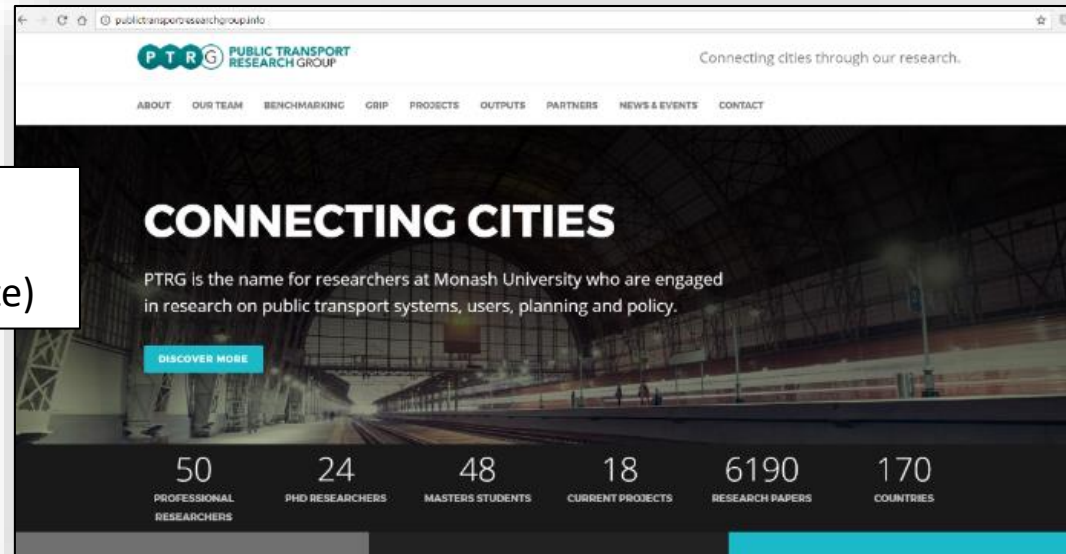 publictransportresearchgroup.info
PTRG PUBLIC TRANSPORT
RESEARCH GROUP
Connecting cities through our research.
ABOUT OUR TEAM BENCHMARKING GRIP PROJECTS OUTPUTS PARTNERS NEWS & EVENTS CONTACT
CONNECTING CITIES
PTRG is the name for researchers at Monash University who are engaged
in research on public transport systems, users, planning and policy.
DISCOVER MORE
50 24 48 18 6190 170
PROFESSIONAL RESEARCHERS PHD RESEARCHERS MASTERS STUDENTS CURRENT PROJECTS RESEARCH PAPERS COUNTRIES